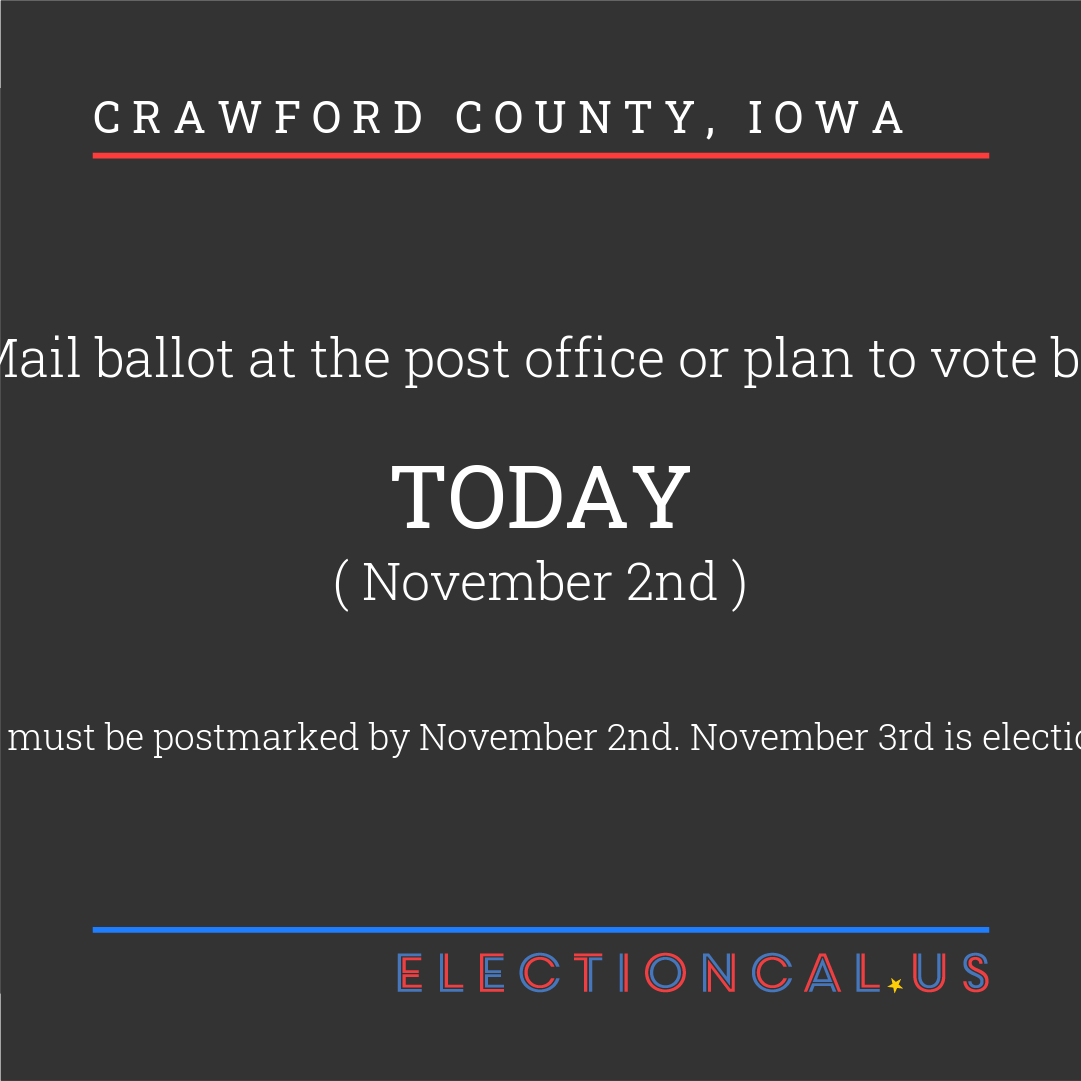 CRAWFORD COUNTY, IOWA
Mail ballot at the post office or plan to vote b
TODAY
( November 2nd )
must be postmarked by November 2nd. November 3rd is electio
ELECTIONCAL.US